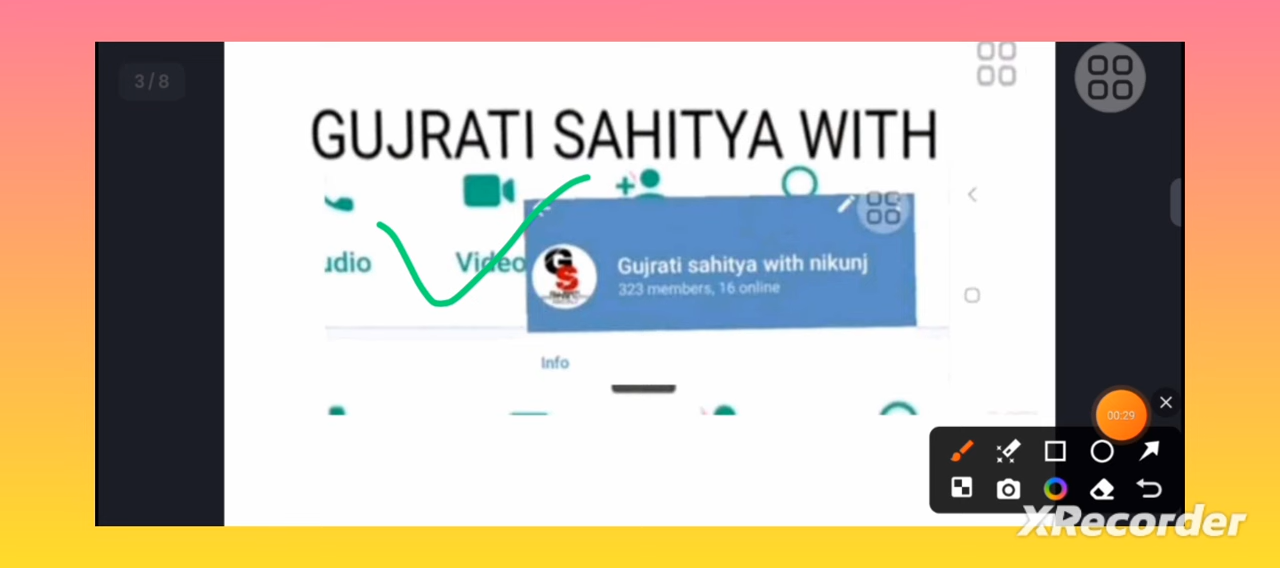 3/8
GUJRATI SAHITYA WITH
udio
Video
Gujrati sahitya with nikunj
323 members, 16 online
GS
Info
00:29
XRecorder